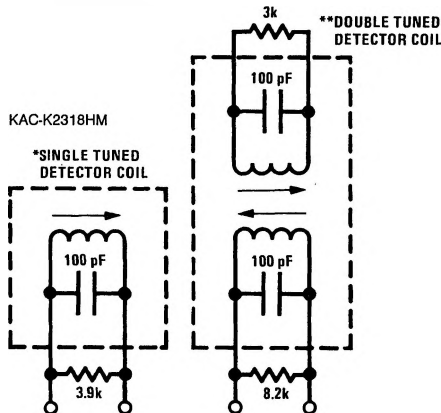 3k
**DOUBLE TUNED
DETECTOR COIL
100 pF
KAC-K2318HM
*SINGLE TUNED
DETECTOR COIL
100 pF
100 pF
3.9k
8.2k